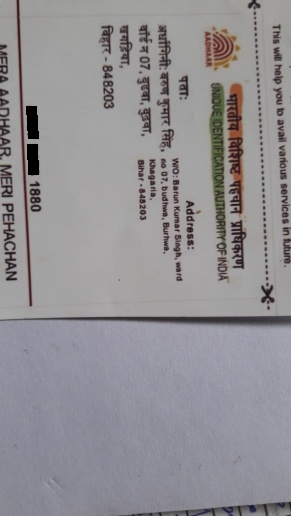 This will help you to avail various services in future.
भारतीय विशिष्ट पहचान प्राधिकरण
UNIQUE IDENTIFICATION AUTHORITY OF INDIA
AADHAAR
पता:
अर्धांगिनी: बरुण कुमार सिंह,
वॉर्ड न 07, बुढवा, बुढवा,
खगड़िया,
बिहार - 848203
Address:
W/O: Barun Kumar Singh, ward
no 07, budhwa, Burhwa,
Khagaria,
Bihar - 848203
1880
MERA AADHAAR, MERI PEHACHAN